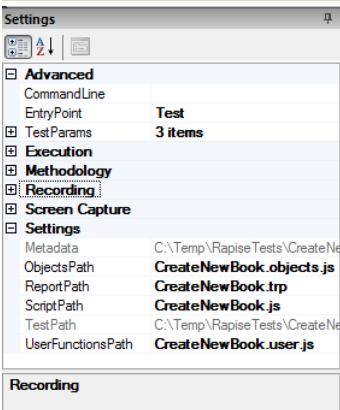 Settings
Advanced
CommandLine
EntryPoint Test
TestParams 3 items
Execution
Methodology
Recording
Screen Capture
Settings
Metadata C:\Temp\RapiseTests\CreateNe
ObjectsPath CreateNewBook.objects.js
ReportPath CreateNewBook.trp
ScriptPath CreateNewBook.js
TestPath C:\Temp\RapiseTests\CreateNe
UserFunctionsPath CreateNewBook.user.js
Recording